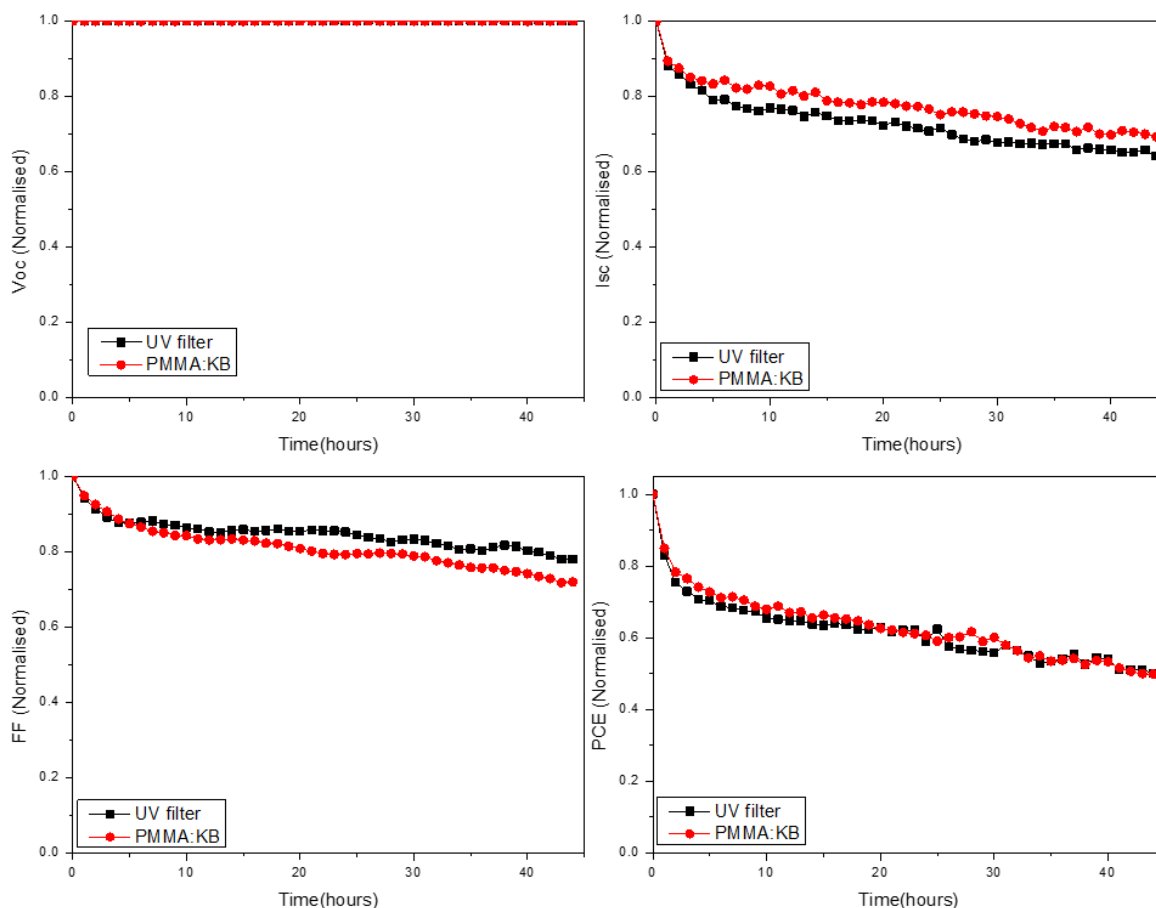 1.0
0.8
0.6
0.4
0.2
0.0
Voc (Normalised)
UV filter
PMMA:KB
0
10
20
30
40
Time(hours)
1.0
0.8
0.6
0.4
0.2
0.0
Isc (Normalised)
UV filter
PMMA:KB
0
10
20
30
40
Time(hours)
1.0
0.8
0.6
0.4
0.2
0.0
FF (Normalised)
UV filter
PMMA:KB
0
10
20
30
40
Time(hours)
1.0
0.8
0.6
0.4
0.2
0.0
PCE (Normalised)
UV filter
PMMA:KB
0
10
20
30
40
Time(hours)